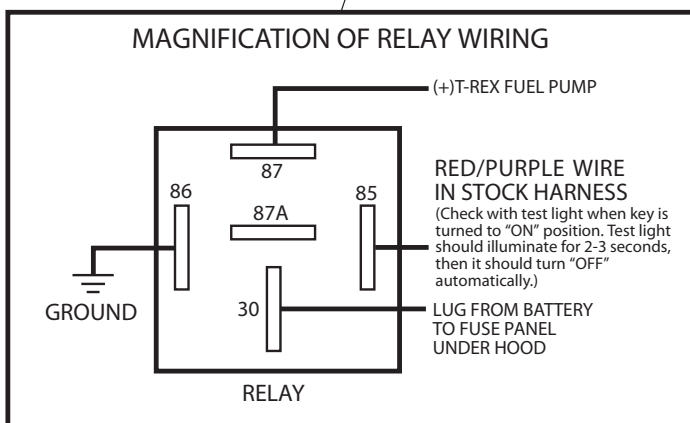 MAGNIFICATION OF RELAY WIRING
(+)T-REX FUEL PUMP
87
86
85
87A
30
RED/PURPLE WIRE
IN STOCK HARNESS
(Check with test light when key is
turned to “ON” position. Test light
should illuminate for 2-3 seconds,
then it should turn “OFF”
automatically.)
GROUND
LUG FROM BATTERY
TO FUSE PANEL
UNDER HOOD
RELAY